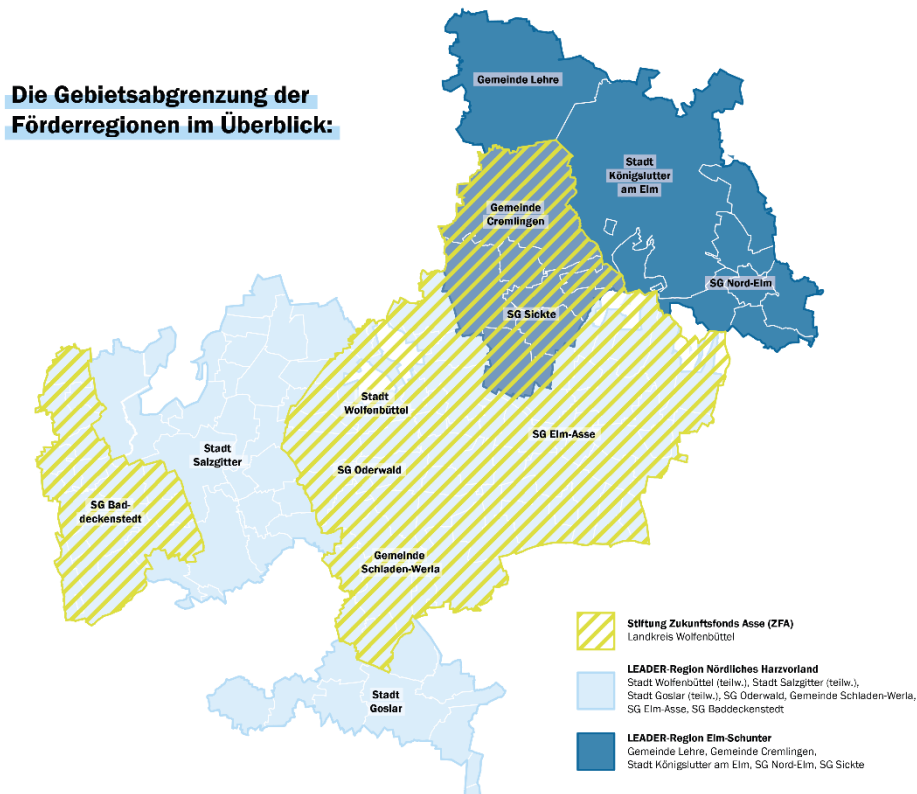 Die Gebietsabgrenzung der
Förderregionen im Überblick:
Gemeinde Lehre
Stadt
Königslutter
am Elm
Gemeinde
Cremlingen
SG Nord-Elm
SG Sickte
Stadt
Wolfenbüttel
SG Elm-Asse
Stadt
Salzgitter
SG Oderwald
SG Bad-
deckenstedt
Gemeinde
Schladen-Werla
Stadt
Goslar
Stiftung Zukunftsfonds Asse (ZFA)
Landkreis Wolfenbüttel
LEADER-Region Nördliches Harzvorland
Stadt Wolfenbüttel (teilw.), Stadt Salzgitter (teilw.),
Stadt Goslar (teilw.), SG Oderwald, Gemeinde Schladen-Werla,
SG Elm-Asse, SG Baddeckenstedt
LEADER-Region Elm-Schunter
Gemeinde Lehre, Gemeinde Cremlingen,
Stadt Königslutter am Elm, SG Nord-Elm, SG Sickte